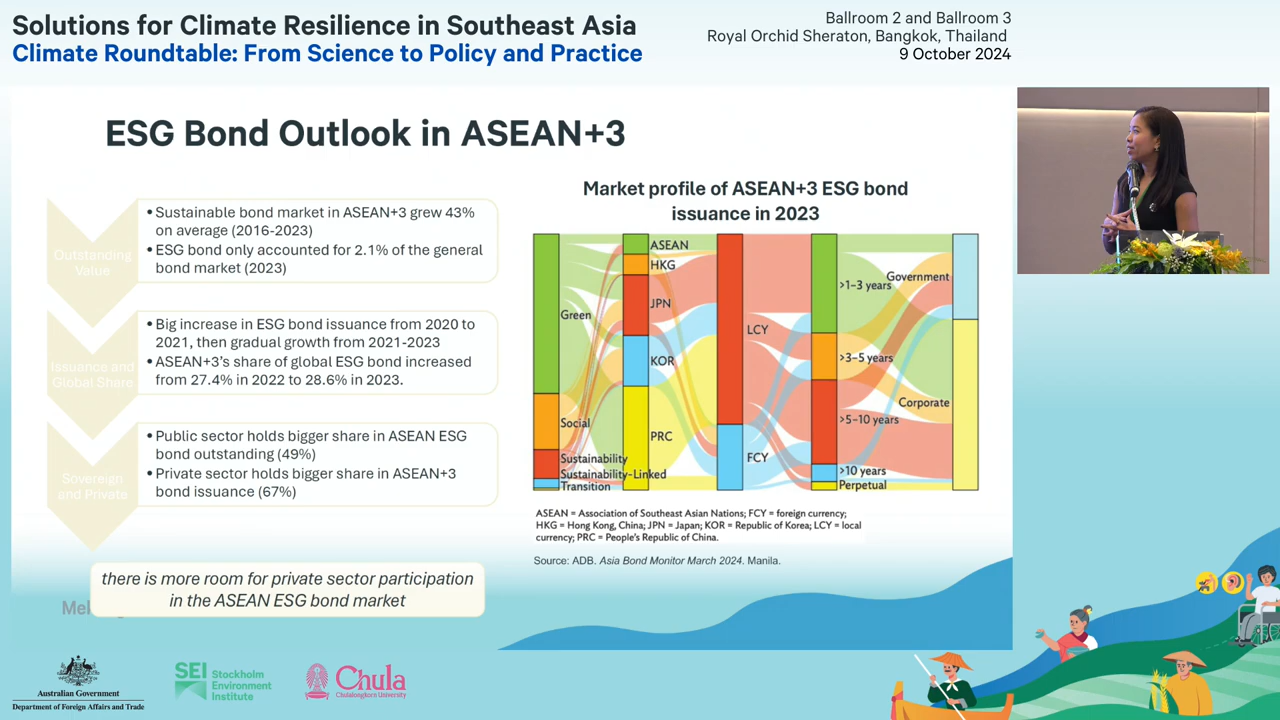 Solutions for Climate Resilience in Southeast Asia
Climate Roundtable: From Science to Policy and Practice
Ballroom 2 and Ballroom 3
Royal Orchid Sheraton, Bangkok, Thailand
9 October 2024
ESG Bond Outlook in ASEAN+3
Outstanding
Value
• Sustainable bond market in ASEAN+3 grew 43%
on average (2016-2023)
• ESG bond only accounted for 2.1% of the general
bond market (2023)
Issuance and
Global Share
• Big increase in ESG bond issuance from 2020 to
2021, then gradual growth from 2021-2023
• ASEAN+3's share of global ESG bond increased
from 27.4% in 2022 to 28.6% in 2023.
Sovereign
and Private
• Public sector holds bigger share in ASEAN ESG
bond outstanding (49%)
• Private sector holds bigger share in ASEAN+3
bond issuance (67%)
there is more room for private sector participation
in the ASEAN ESG bond market
Market profile of ASEAN+3 ESG bond
issuance in 2023
Green
Social
Sustainability
Sustainability-Linked
Transition
ASEAN
HKG
JPN
KOR
PRC
LCY
FCY
>1–3 years
>3–5 years
>5–10 years
>10 years
Perpetual
Government
Corporate
ASEAN = Association of Southeast Asian Nations; FCY = foreign currency;
HKG = Hong Kong, China; JPN = Japan; KOR = Republic of Korea; LCY = local
currency; PRC = People's Republic of China.
Source: ADB. Asia Bond Monitor March 2024. Manila.
Australian Government
Department of Foreign Affairs and Trade
SEI Stockholm
Environment
Institute
Chula
Chulalongkorn University